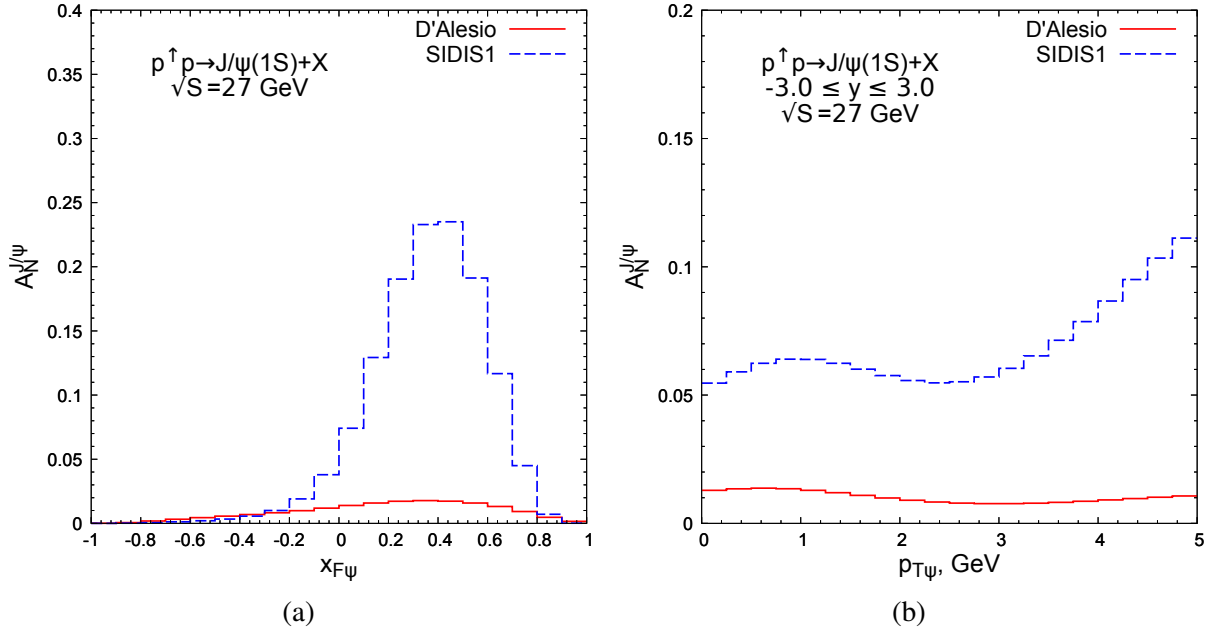 D'Alesio
SIDIS1
p↑p→J/ψ(1S)+X
√S=27 GeV
0.4
0.35
0.3
0.25
0.2
0.15
0.1
0.05
0
A_N^{J/ψ}
-1 -0.8 -0.6 -0.4 -0.2 0 0.2 0.4 0.6 0.8 1
x_{Fψ}
(a)
D'Alesio
SIDIS1
p↑p→J/ψ(1S)+X
-3.0 ≤ y ≤ 3.0
√S=27 GeV
0.2
0.15
0.1
0.05
0
A_N^{J/ψ}
0 1 2 3 4 5
p_{Tψ}, GeV
(b)